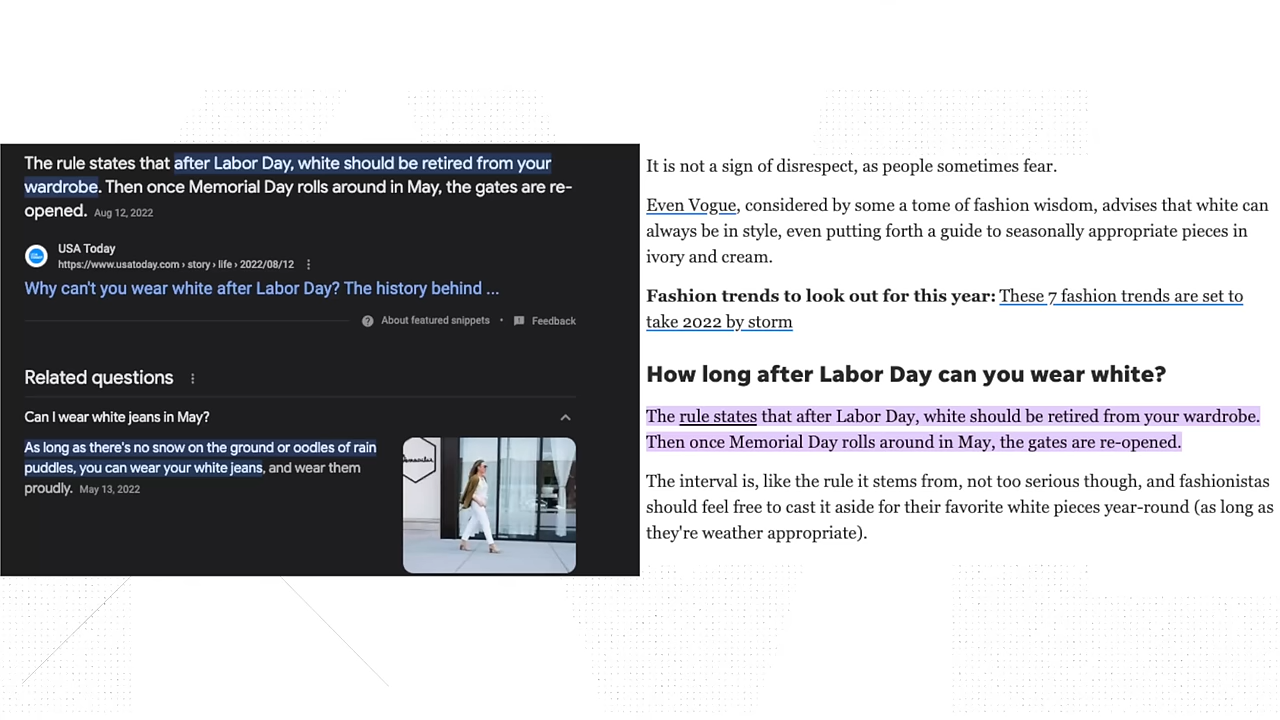 The rule states that after Labor Day, white should be retired from your
wardrobe. Then once Memorial Day rolls around in May, the gates are re-
opened. Aug 12, 2022
USA Today
https://www.usatoday.com › story › life › 2022/08/12
Why can't you wear white after Labor Day? The history behind ...
About featured snippets • Feedback
Related questions
Can I wear white jeans in May?
As long as there's no snow on the ground or oodles of rain
puddles, you can wear your white jeans, and wear them
proudly. May 13, 2022
It is not a sign of disrespect, as people sometimes fear.
Even Vogue, considered by some a tome of fashion wisdom, advises that white can
always be in style, even putting forth a guide to seasonally appropriate pieces in
ivory and cream.
Fashion trends to look out for this year: These 7 fashion trends are set to
take 2022 by storm
How long after Labor Day can you wear white?
The rule states that after Labor Day, white should be retired from your wardrobe.
Then once Memorial Day rolls around in May, the gates are re-opened.
The interval is, like the rule it stems from, not too serious though, and fashionistas
should feel free to cast it aside for their favorite white pieces year-round (as long as
they're weather appropriate).